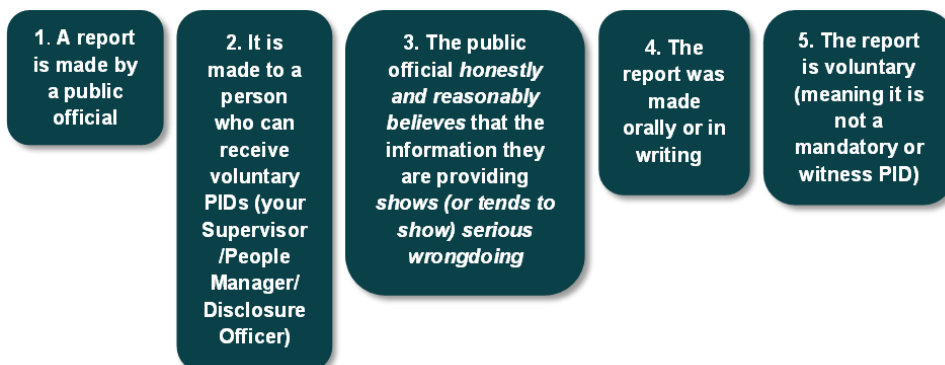 1. A report
is made by
a public
official
2. It is
made to a
person
who can
receive
voluntary
PIDs (your
Supervisor
/People
Manager/
Disclosure
Officer)
3. The public
official honestly
and reasonably
believes that the
information they
are providing
shows (or tends to
show) serious
wrongdoing
4. The
report was
made
orally or in
writing
5. The report
is voluntary
(meaning it is
not a
mandatory or
witness PID)